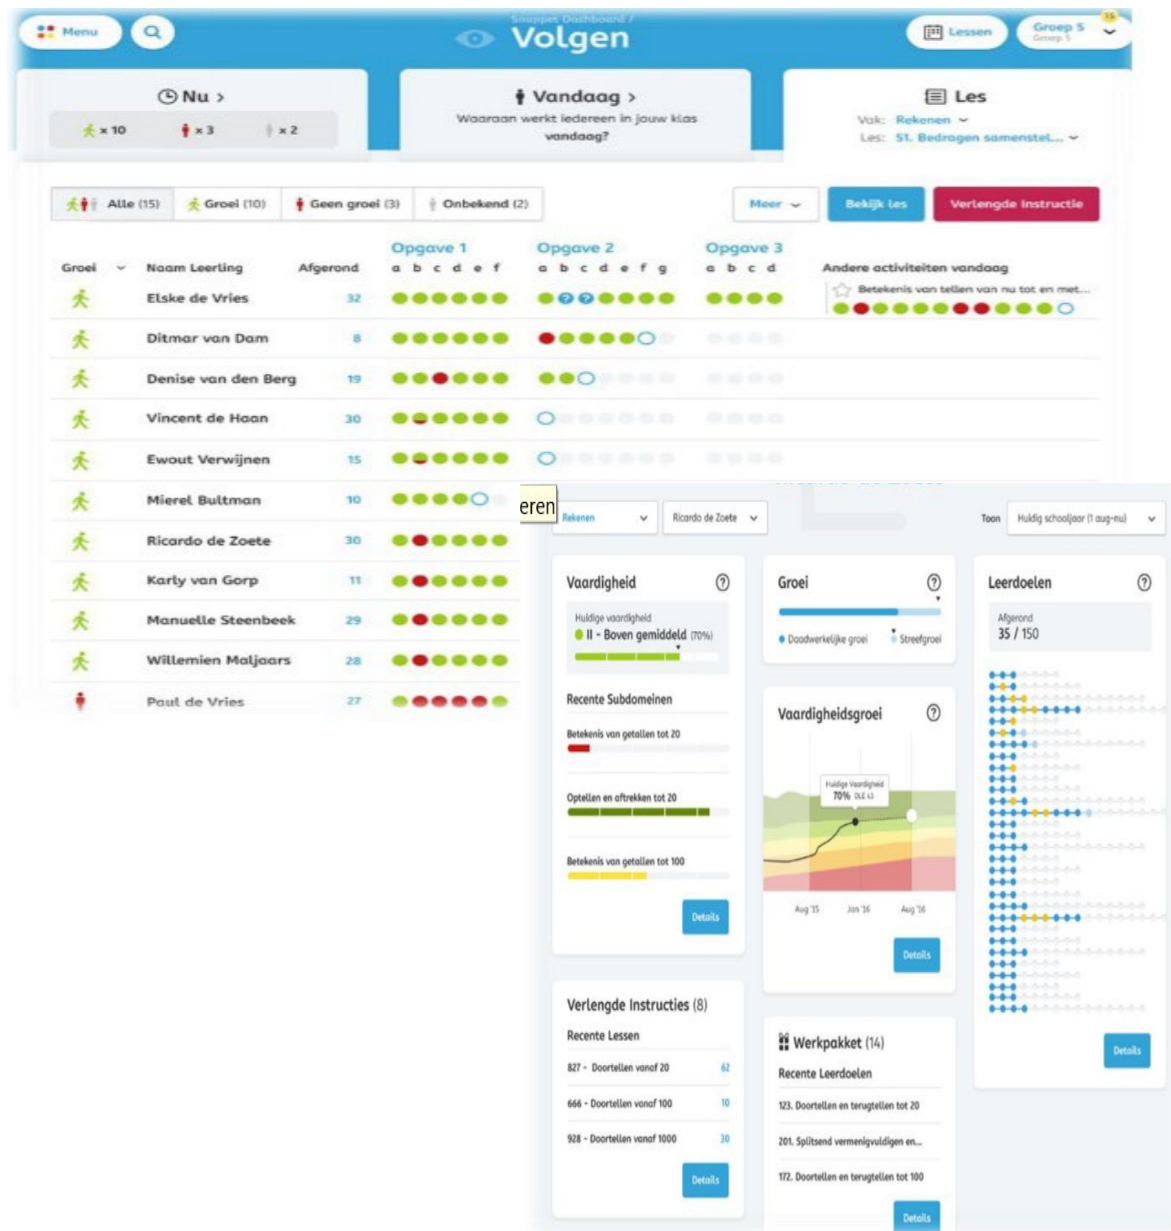 Snappet Dashboard /
Menu
Volgen
Lessen
Groep 5
Groep 5
15
Nu >
x 10 x 3 x 2
Vandaag >
Waaraan werkt iedereen in jouw klas
vandaag?
Les
Vak: Rekenen
Les: 51. Bedragen samenstel...
Alle (15) Groei (10) Geen groei (3) Onbekend (2)
Meer Bekijk les Verlengde Instructie
Opgave 1 Opgave 2 Opgave 3
Groei Naam Leerling Afgerond a b c d e f a b c d e f g a b c d Andere activiteiten vandaag
Elske de Vries 32 ? ? Betekenis van tellen van nu tot en met...
Ditmar van Dam 8
Denise van den Berg 19
Vincent de Haan 30
Ewout Verwijnen 15
Mierel Bultman 10
Ricardo de Zoete 30
Karly van Gorp 11
Manuelle Steenbeek 29
Willemien Maljaars 28
Paul de Vries 27
eren
Rekenen Ricardo de Zoete Toon Huidig schooljaar (1 aug-nu)
Vaardigheid ?
Huidige vaardigheid
II - Boven gemiddeld (70%)
Recente Subdomeinen
Betekenis van getallen tot 20
Optellen en aftrekken tot 20
Betekenis van getallen tot 100
Details
Groei ?
Daadwerkelijke groei Streefgroei
Vaardigheidsgroei ?
Huidige Vaardigheid
70% DLE 43
Aug '15 Jan '16 Aug '16
Details
Leerdoelen ?
Afgerond
35 / 150
Details
Verlengde Instructies (8)
Recente Lessen
827 - Doortellen vanaf 20 62
666 - Doortellen vanaf 100 10
928 - Doortellen vanaf 1000 30
Details
Werkpakket (14)
Recente Leerdoelen
123. Doortellen en terugtellen tot 20
201. Splitsend vermenigvuldigen en...
172. Doortellen en terugtellen tot 100
Details